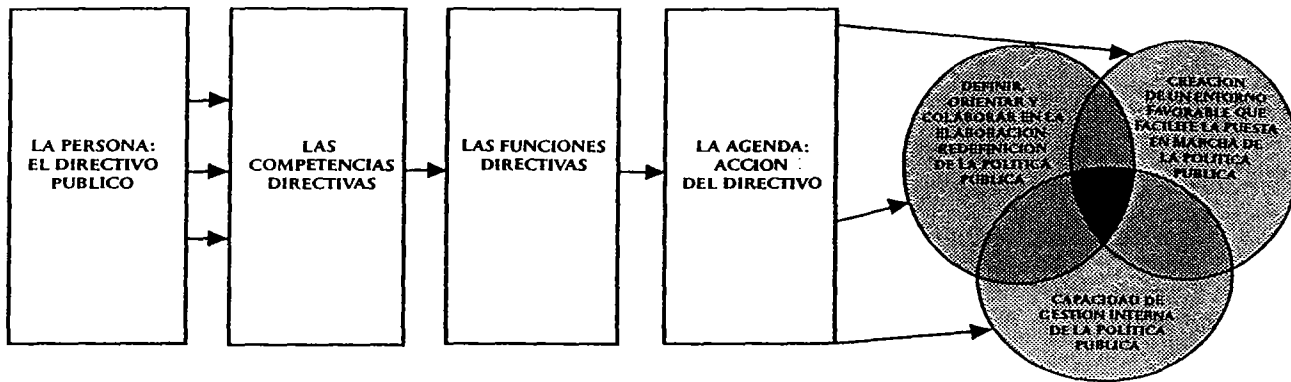 LA PERSONA:
EL DIRECTIVO
PUBLICO
LAS
COMPETENCIAS
DIRECTIVAS
LAS FUNCIONES
DIRECTIVAS
LA AGENDA:
ACCION
DEL DIRECTIVO
DEFINIR,
ORIENTAR Y
COLABORAR EN LA
ELABORACION,
REDEFINICION
DE LA POLITICA
PUBLICA
CREACION
DE UN ENTORNO
FAVORABLE QUE
FACILITE LA PUESTA
EN MARCHA DE
LA POLITICA
PUBLICA
CAPACIDAD DE
GESTION INTERNA
DE LA POLITICA
PUBLICA